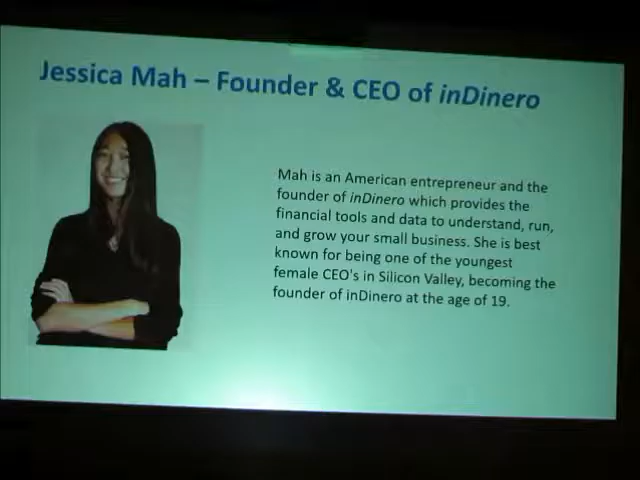 Jessica Mah – Founder & CEO of inDinero
Mah is an American entrepreneur and the
founder of inDinero which provides the
financial tools and data to understand, run,
and grow your small business. She is best
known for being one of the youngest
female CEO's in Silicon Valley, becoming the
founder of inDinero at the age of 19.